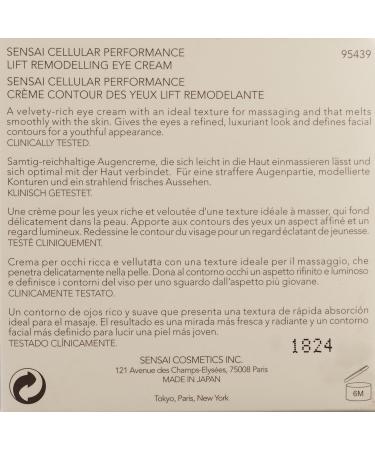 SENSAI CELLULAR PERFORMANCE 95439
LIFT REMODELLING EYE CREAM
SENSAI CELLULAR PERFORMANCE
CRÈME CONTOUR DES YEUX LIFT REMODELANTE
A velvety-rich eye cream with an ideal texture for massaging and that melts
smoothly with the skin. Gives the eyes a refined, luxuriant look and defines facial
contours for a youthful appearance.
CLINICALLY TESTED.
Samtig-reichhaltige Augencreme, die sich leicht in die Haut einmassieren lässt und
sich optimal mit der Haut verbindet. Für eine straffere Augenpartie, modellierte
Konturen und ein strahlend frisches Aussehen.
KLINISCH GETESTET.
Une crème pour les yeux riche et veloutée d'une texture idéale à masser, qui fond
délicatement dans la peau. Apporte aux contours des yeux un aspect affiné et un
regard lumineux. Redessine le contour du visage pour un regard éclatant de jeunesse.
TESTÉ CLINIQUEMENT.
Crema per occhi ricca e vellutata con una texture ideale per il massaggio, che
penetra delicatamente nella pelle. Dona al contorno occhi un aspetto rifinito e luminoso
e definisce i contorni del viso per uno sguardo dall'aspetto più giovane.
CLINICAMENTE TESTATO.
Un contorno de ojos rico y suave que presenta una textura de rápida absorción
ideal para el masaje. El resultado es una mirada más fresca y radiante y un contorno
facial más definido para lucir una piel más joven.
TESTADO CLÍNICAMENTE.
1824
SENSAI COSMETICS INC.
121 Avenue des Champs-Elysées, 75008 Paris
MADE IN JAPAN
Tokyo, Paris, New York
6M